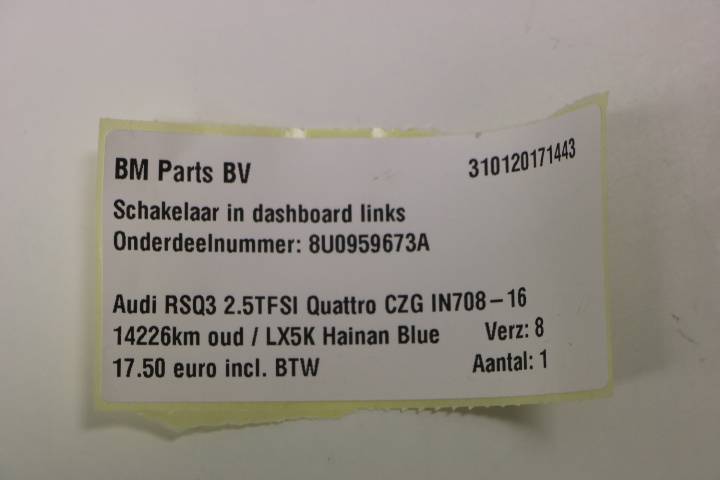 BM Parts BV 310120171443
Schakelaar in dashboard links
Onderdeelnummer: 8U0959673A
Audi RSQ3 2.5TFSI Quattro CZG IN708-16
14226km oud / LX5K Hainan Blue Verz: 8
17.50 euro incl. BTW Aantal: 1